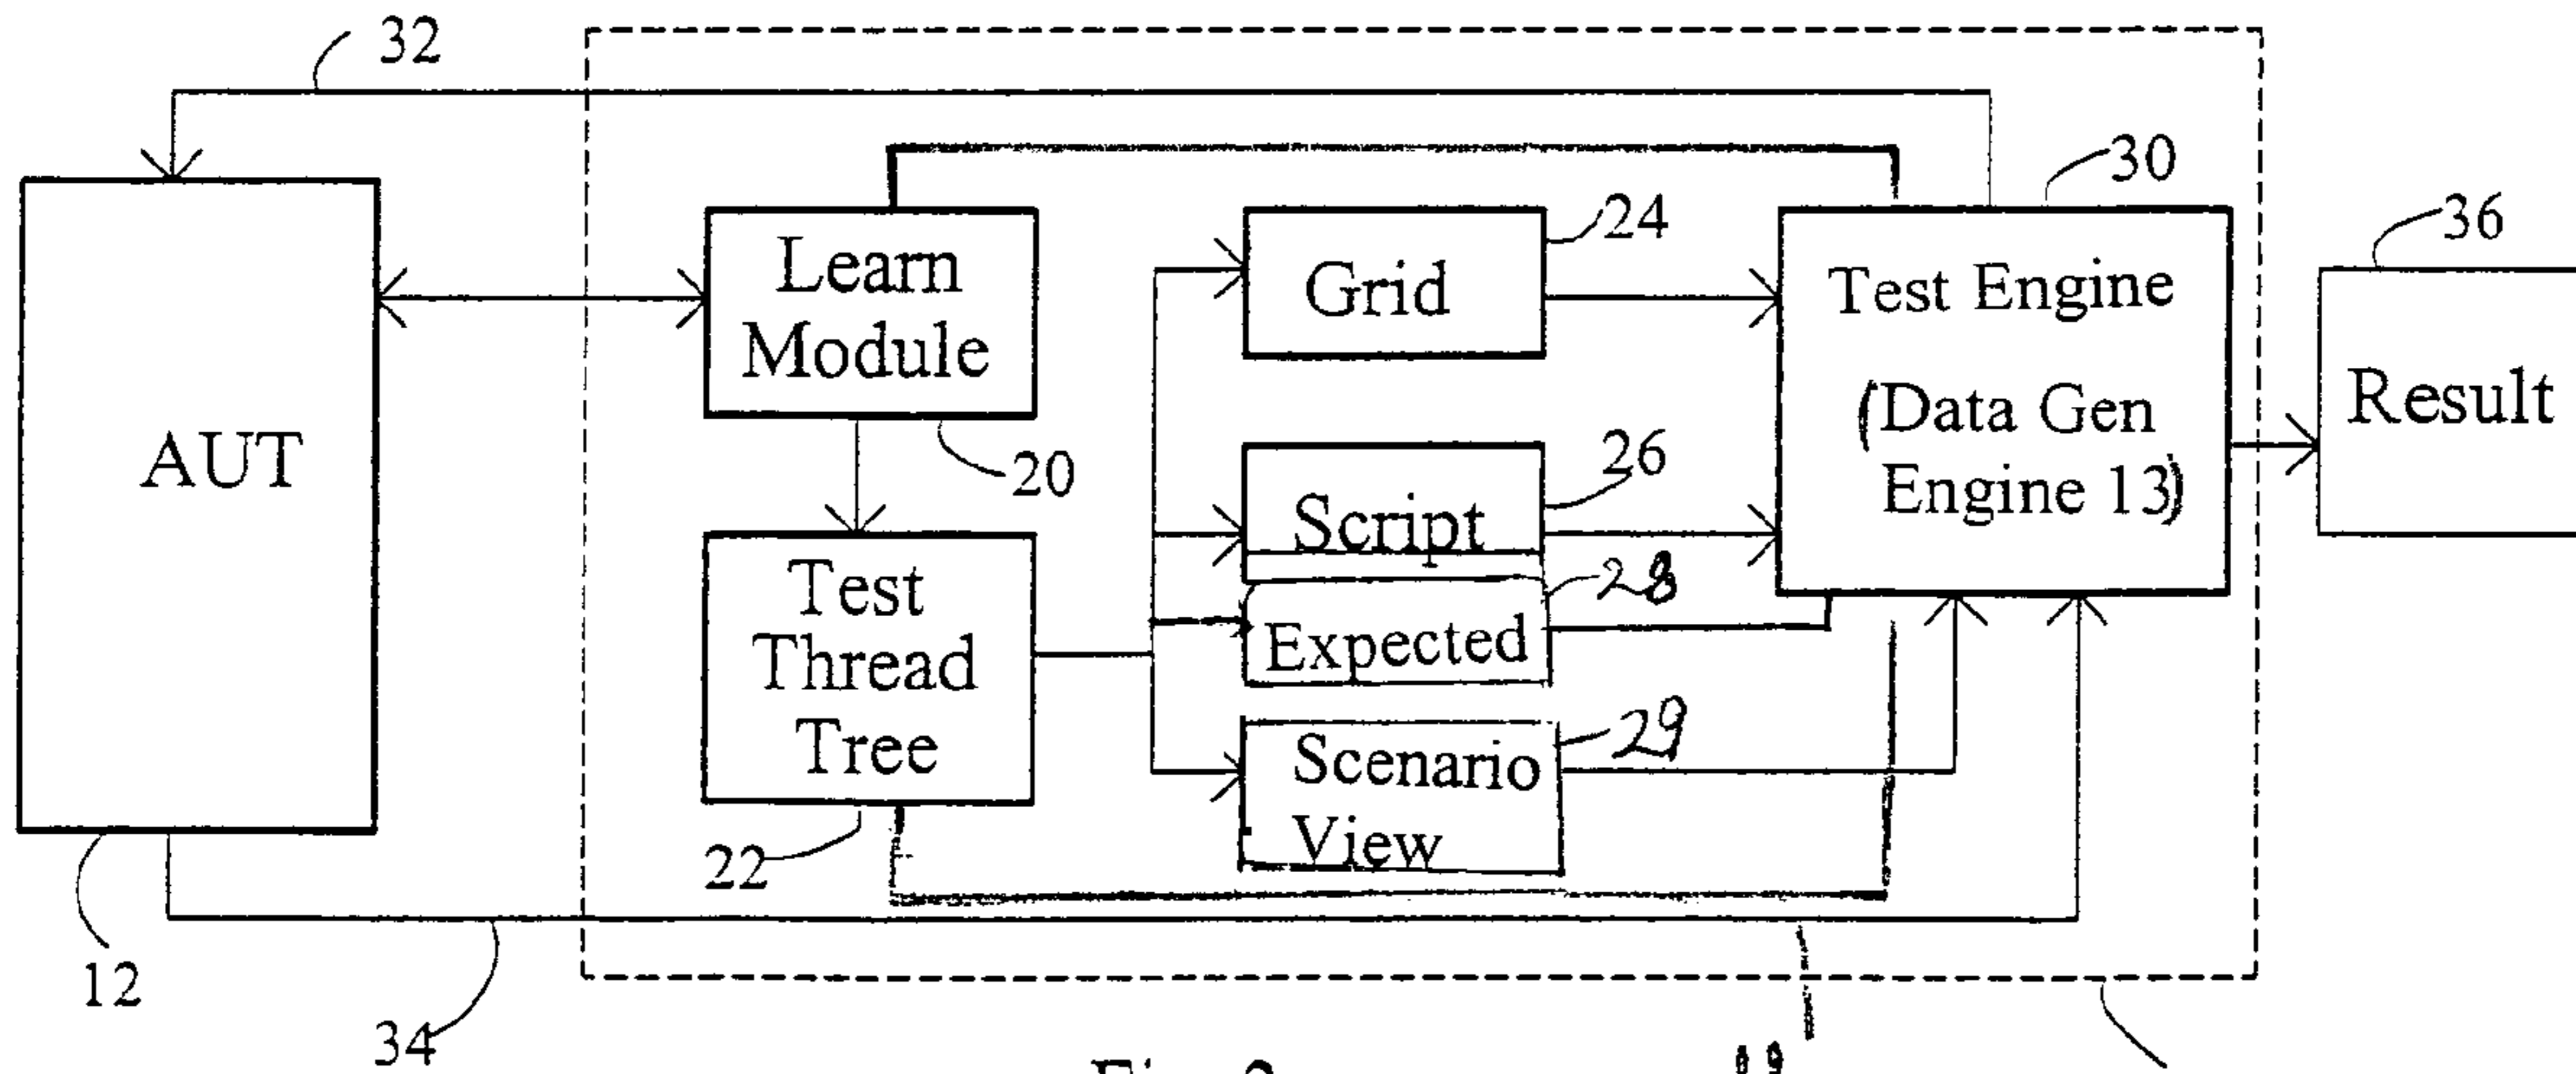 32
30
24
36
Learn
Module
Grid
Test Engine
(Data Gen
Engine 13)
Result
AUT
20
26
Script
28
Expected
Test
Thread
Tree
29
Scenario
View
22
12
34